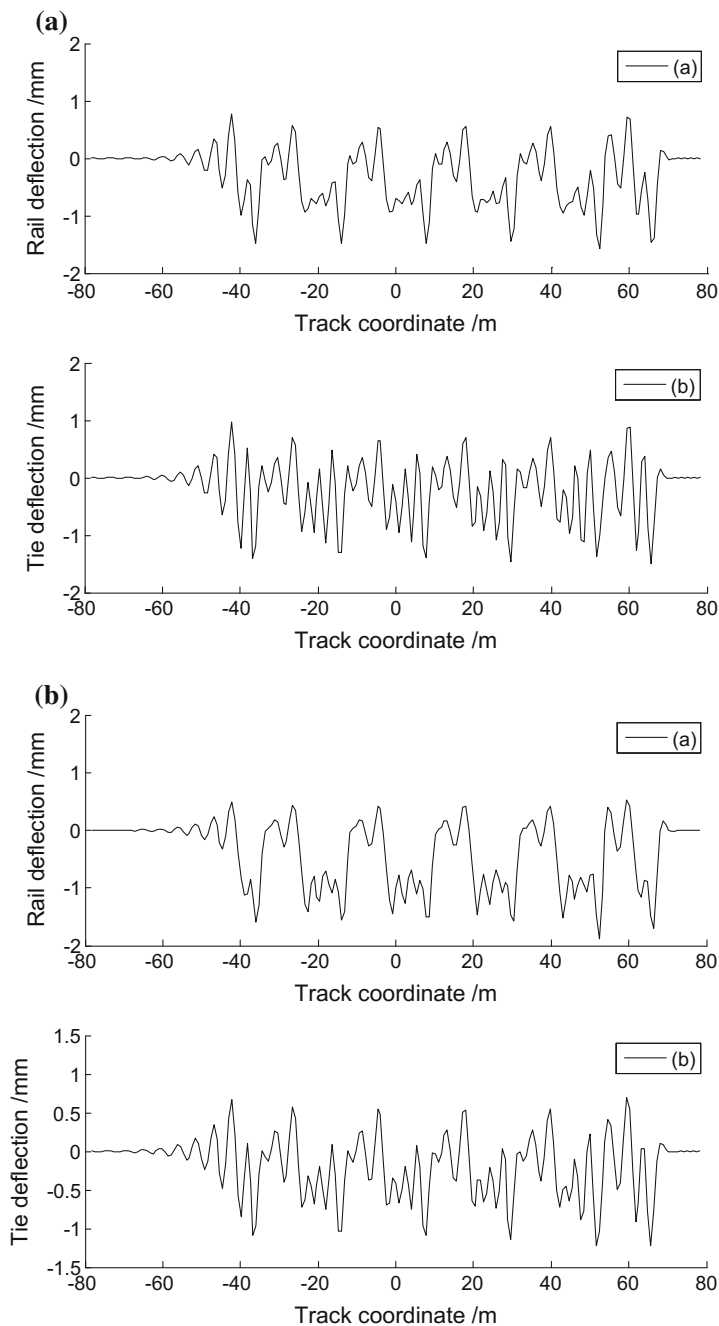 (a)
2
(a)
1
0
-1
-2
Rail deflection /mm
-80 -60 -40 -20 0 20 40 60 80
Track coordinate /m
2
(b)
1
0
-1
-2
Tie deflection /mm
-80 -60 -40 -20 0 20 40 60 80
Track coordinate /m
(b)
2
(a)
1
0
-1
-2
Rail deflection /mm
-80 -60 -40 -20 0 20 40 60 80
Track coordinate /m
1.5
(b)
1
0.5
0
-0.5
-1
-1.5
Tie deflection /mm
-80 -60 -40 -20 0 20 40 60 80
Track coordinate /m